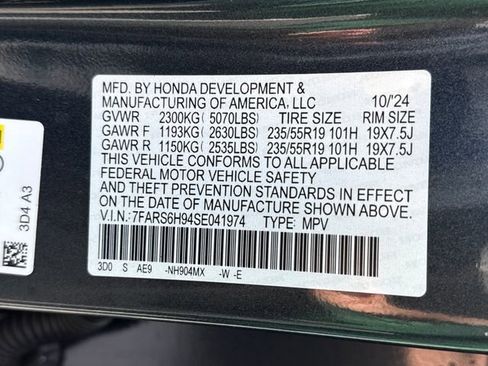 MFD. BY HONDA DEVELOPMENT &
MANUFACTURING OF AMERICA, LLC 10/'24
GVWR 2300KG ( 5070LBS) TIRE SIZE RIM SIZE
GAWR F 1193KG ( 2630LBS) 235/55R19 101H 19X7.5J
GAWR R 1150KG ( 2535LBS) 235/55R19 101H 19X7.5J
THIS VEHICLE CONFORMS TO ALL APPLICABLE
FEDERAL MOTOR VEHICLE SAFETY
AND THEFT PREVENTION STANDARDS IN EFFECT
ON THE DATE OF MANUFACTURE SHOWN ABOVE.
V.I.N.: 7FARS6H94SE041974 TYPE: MPV
3D0 S AE9 -NH904MX -W -E
3D4 A3